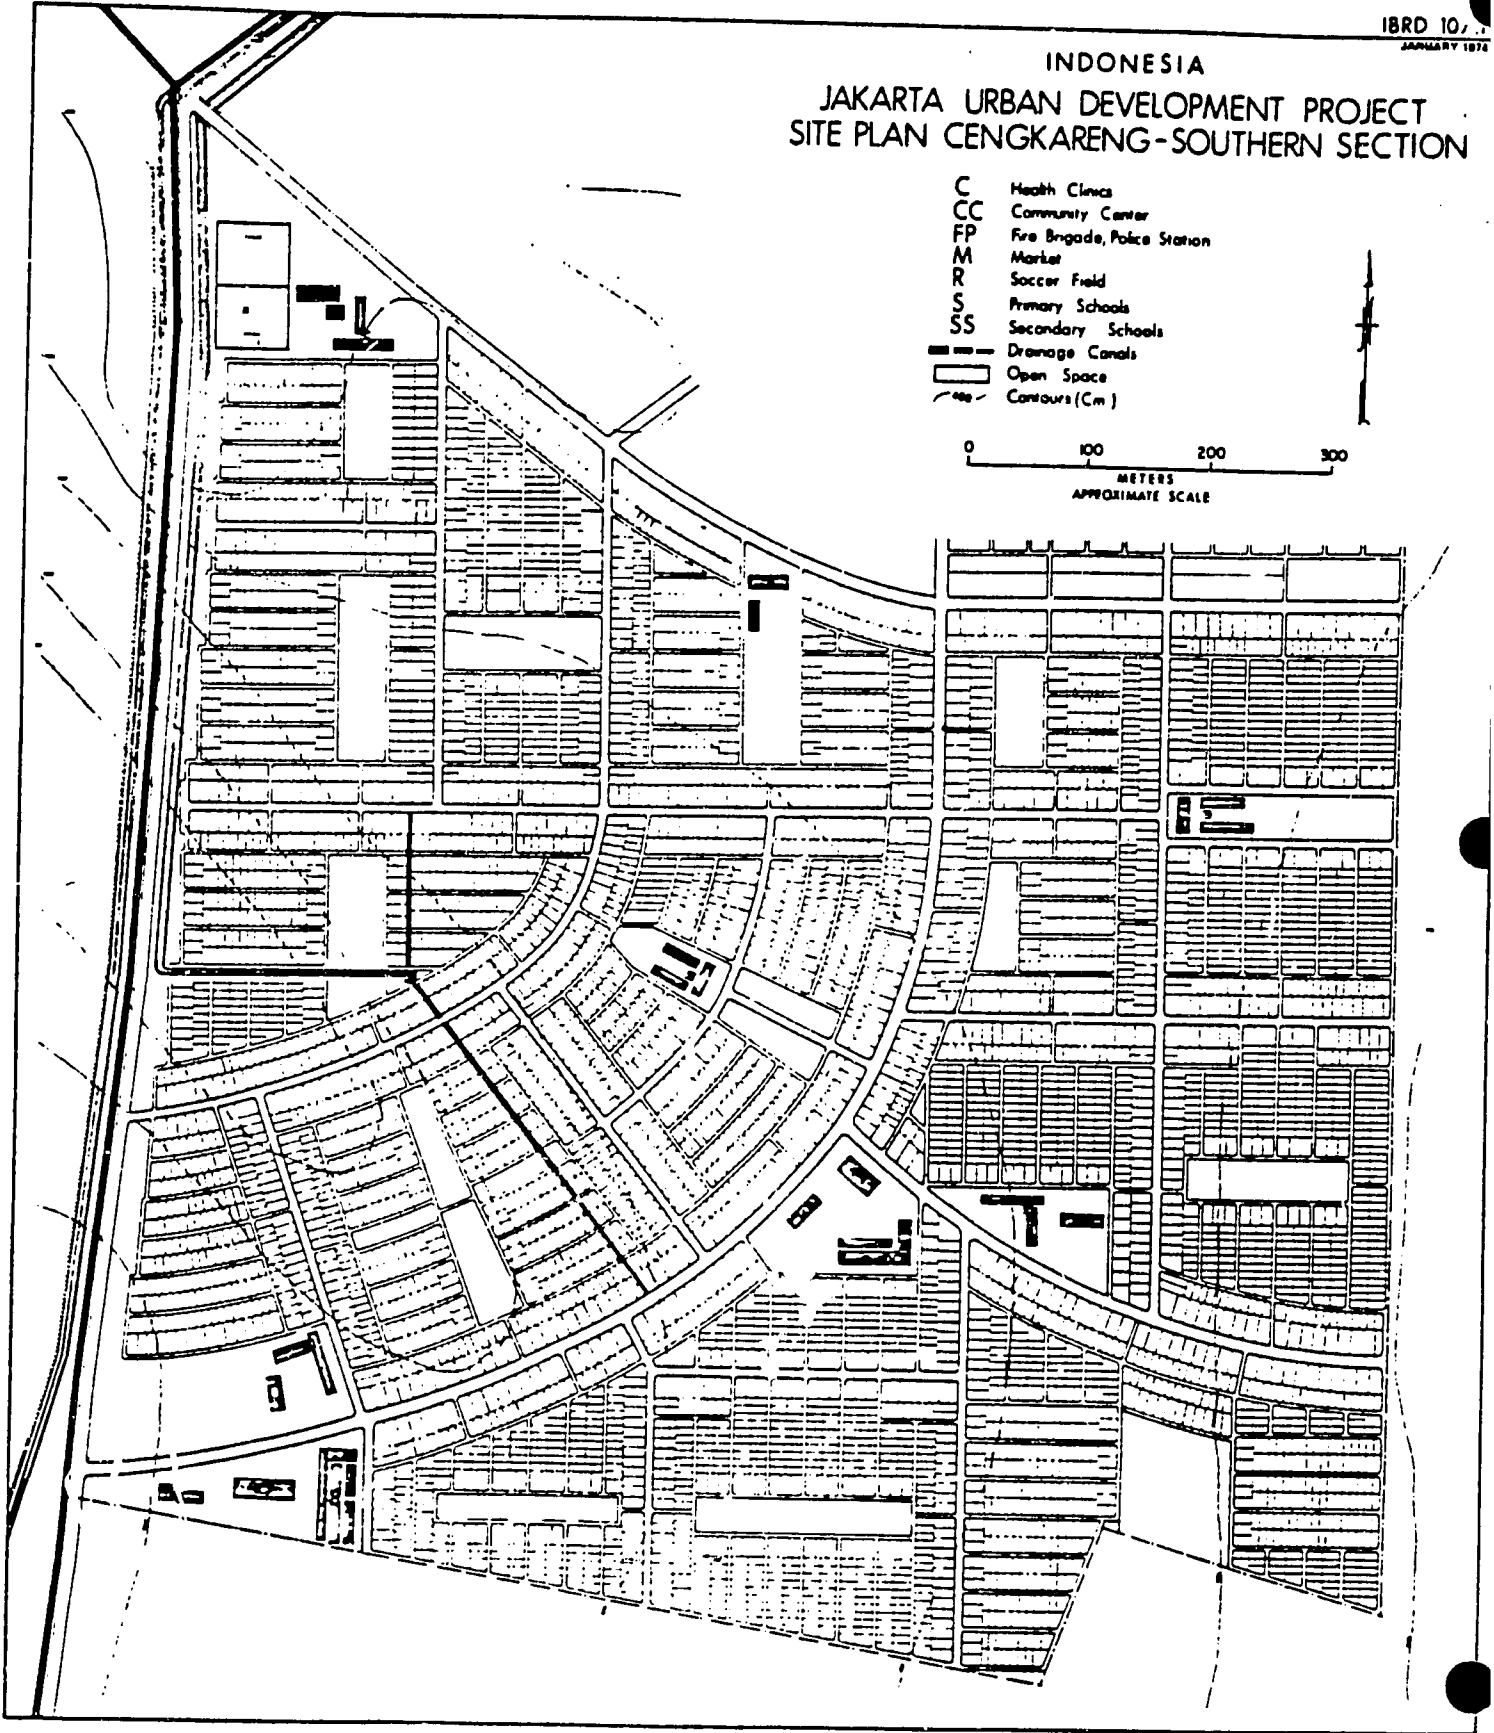 IBRD 10
JANUARY 1974
INDONESIA
JAKARTA URBAN DEVELOPMENT PROJECT
SITE PLAN CENGKARENG-SOUTHERN SECTION
C Health Clinics
CC Community Center
FP Fire Brigade, Police Station
M Market
R Soccer Field
S Primary Schools
SS Secondary Schools
Drainage Canals
Open Space
Contours (Cm)
0 100 200 300
METERS
APPROXIMATE SCALE